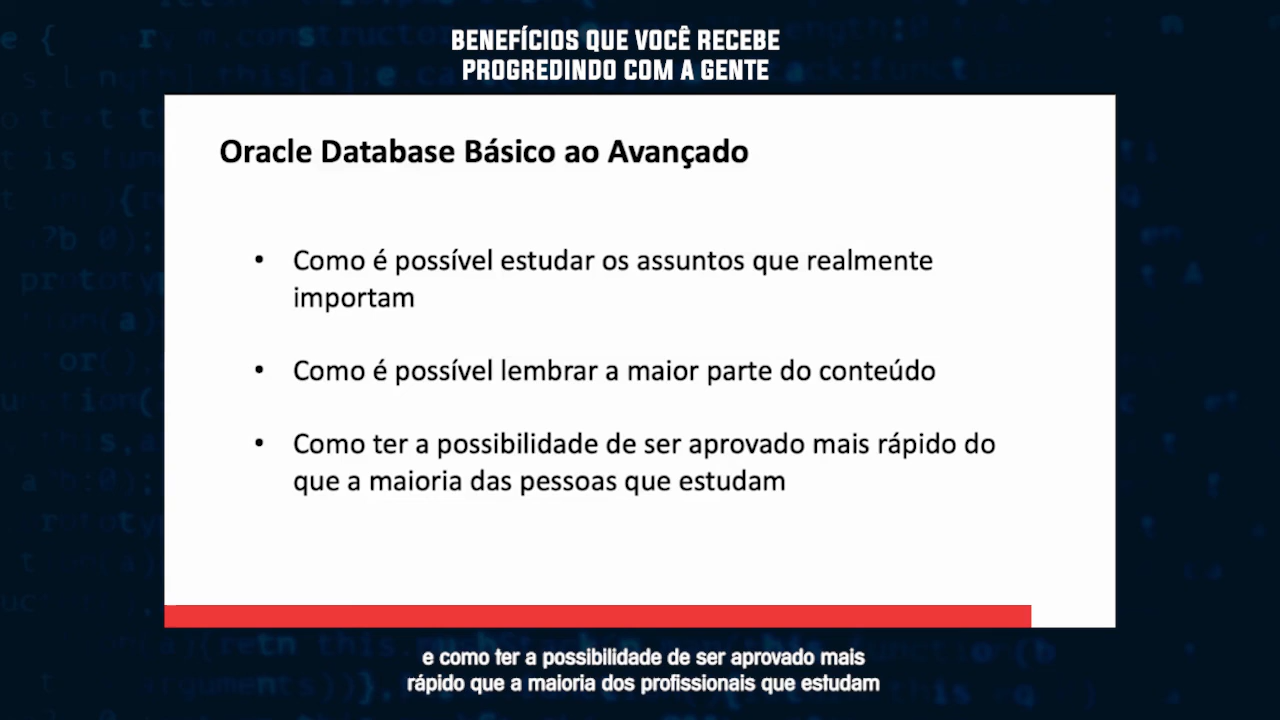 BENEFÍCIOS QUE VOCÊ RECEBE
PROGREDINDO COM A GENTE
Oracle Database Básico ao Avançado
• Como é possível estudar os assuntos que realmente
importam
• Como é possível lembrar a maior parte do conteúdo
• Como ter a possibilidade de ser aprovado mais rápido do
que a maioria das pessoas que estudam
e como ter a possibilidade de ser aprovado mais
rápido que a maioria dos profissionais que estudam